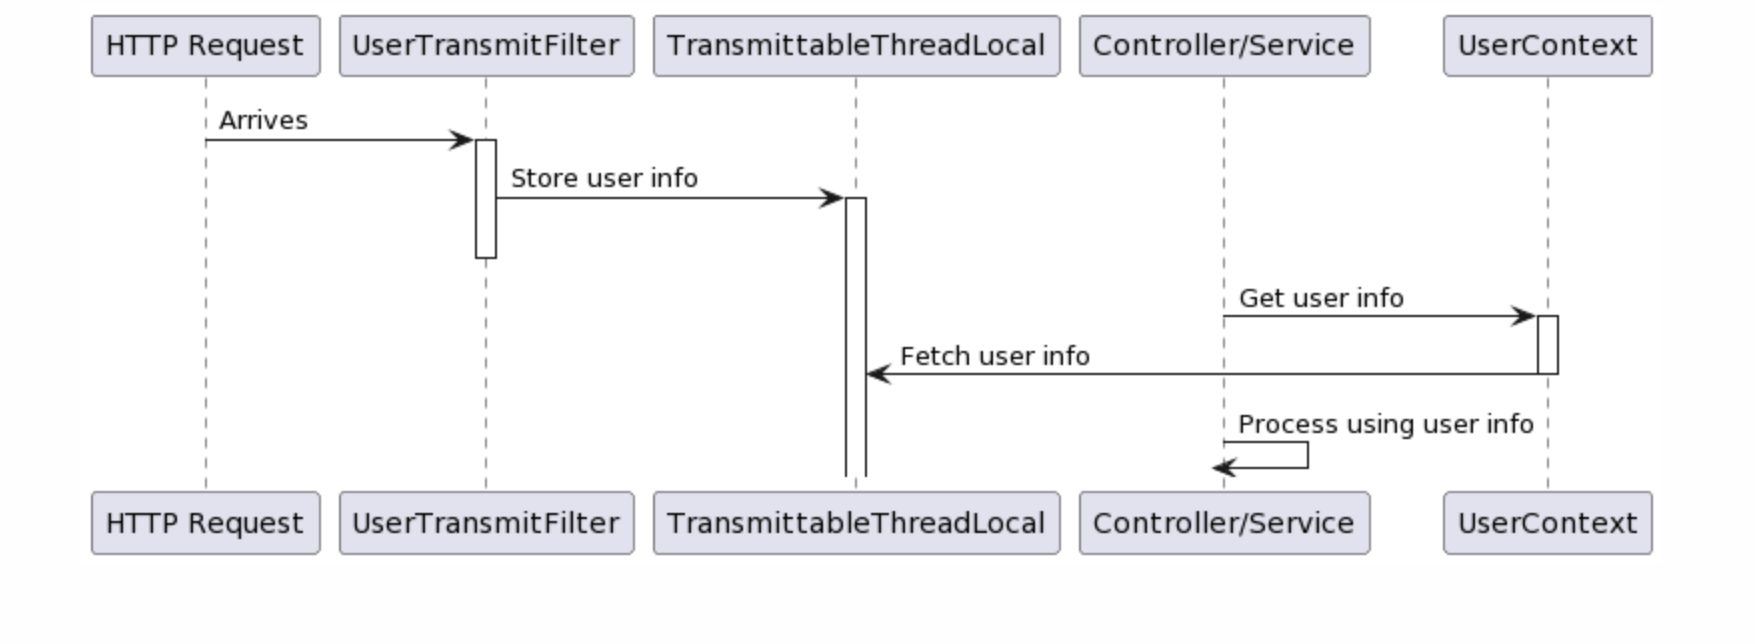 HTTP Request
UserTransmitFilter
TransmittableThreadLocal
Controller/Service
UserContext
Arrives
Store user info
Get user info
Fetch user info
Process using user info
HTTP Request
UserTransmitFilter
TransmittableThreadLocal
Controller/Service
UserContext